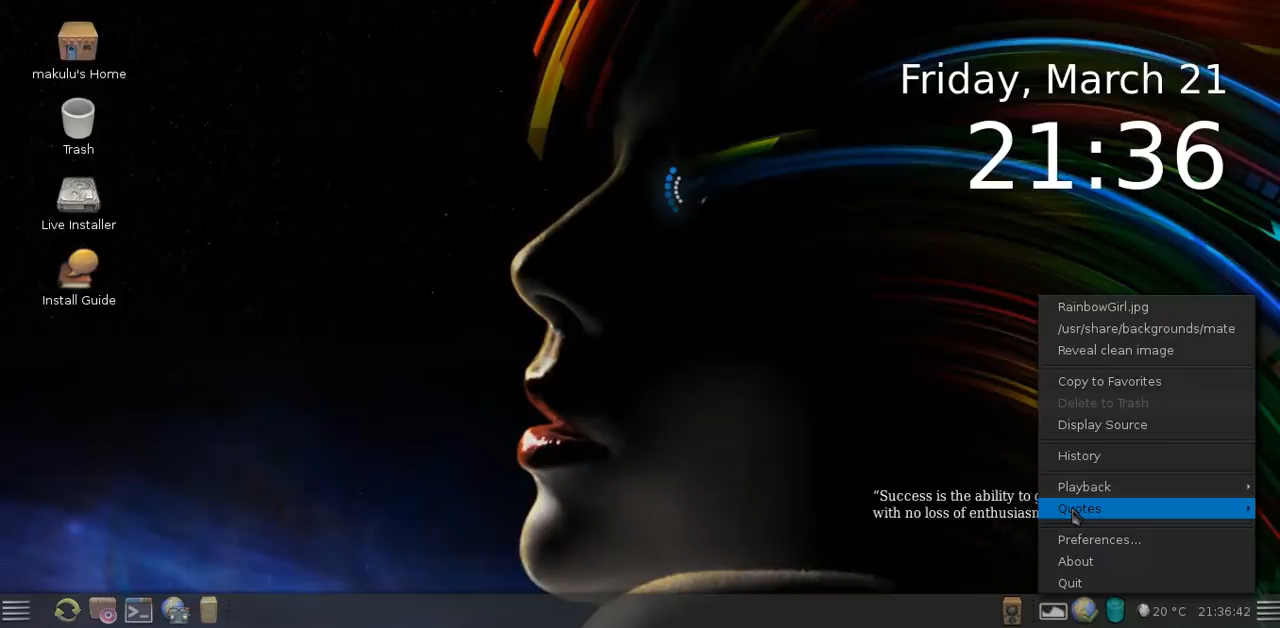 makulu's Home
Trash
Live Installer
Install Guide
Friday, March 21
21:36
“Success is the ability to
with no loss of
RainbowGirl.jpg
/usr/share/backgrounds/mate
Reveal clean image
Copy to Favorites
Delete to Trash
Display Source
History
Playback
Quotes
Preferences...
About
Quit
20 °C
21:36:42